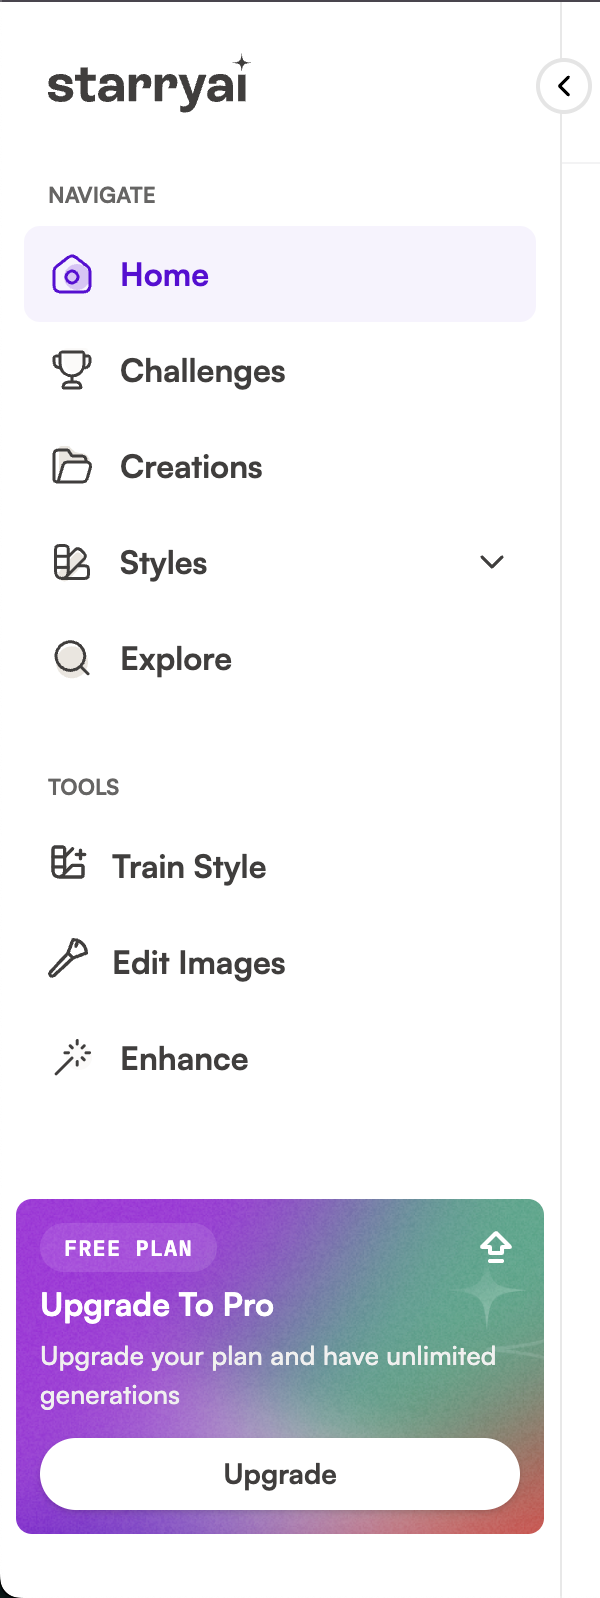 starryai
NAVIGATE
Home
Challenges
Creations
Styles
Explore
TOOLS
Train Style
Edit Images
Enhance
FREE PLAN
Upgrade To Pro
Upgrade your plan and have unlimited
generations
Upgrade